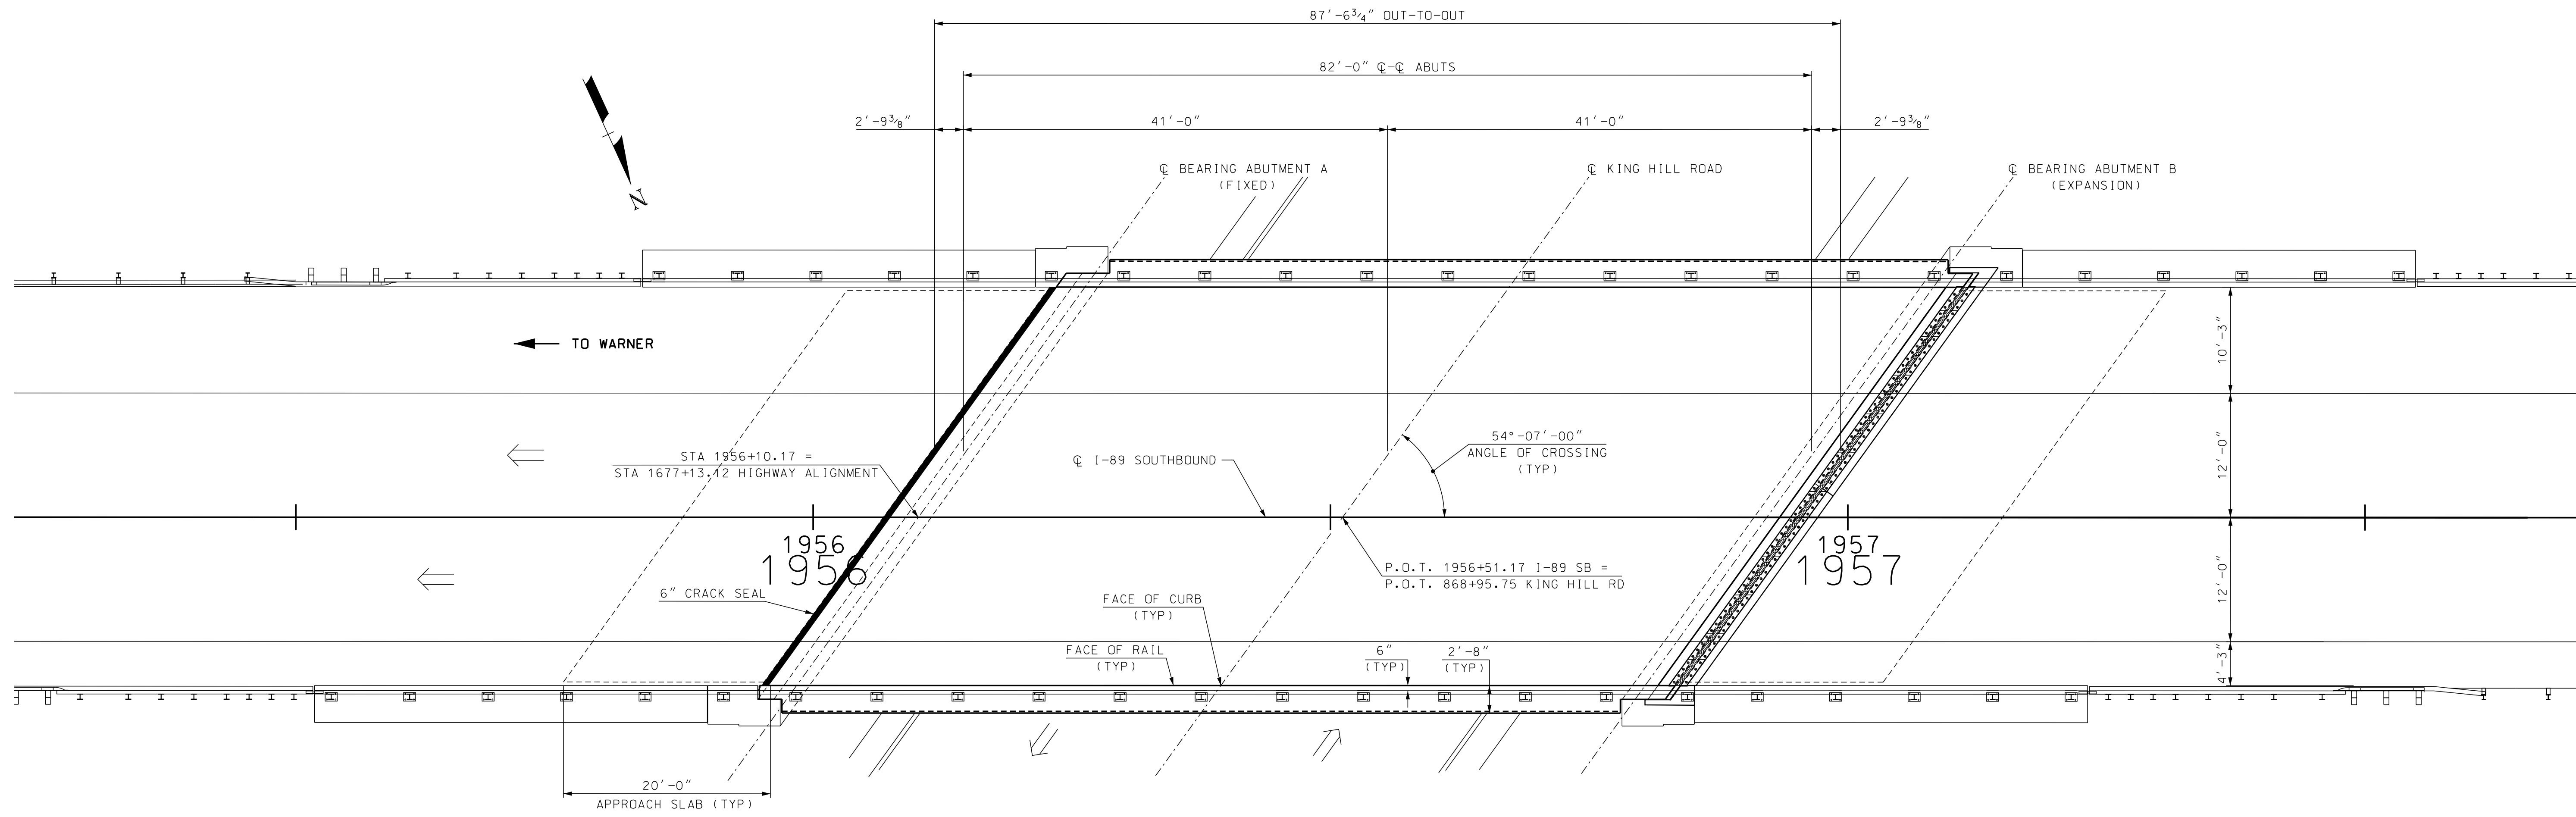 87'-6¾" OUT-TO-OUT
82'-0" ℄-℄ ABUTS
2'-9⅜"
41'-0"
41'-0"
2'-9⅜"
℄ BEARING ABUTMENT A
(FIXED)
℄ KING HILL ROAD
℄ BEARING ABUTMENT B
(EXPANSION)
N
TO WARNER
10'-3"
12'-0"
12'-0"
4'-3"
STA 1956+10.17 =
STA 1677+13.12 HIGHWAY ALIGNMENT
℄ I-89 SOUTHBOUND
54°-07'-00"
ANGLE OF CROSSING
(TYP)
1956
1956
1957
1957
P.O.T. 1956+51.17 I-89 SB =
P.O.T. 868+95.75 KING HILL RD
6" CRACK SEAL
FACE OF CURB
(TYP)
FACE OF RAIL
(TYP)
6"
(TYP)
2'-8"
(TYP)
20'-0"
APPROACH SLAB (TYP)